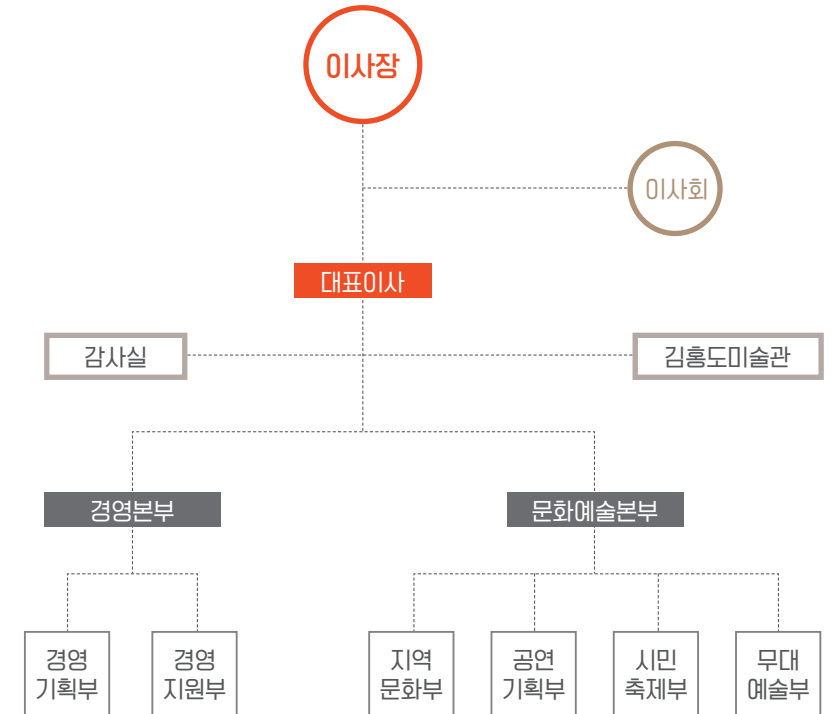 이사장
이사회
대표이사
감사실
김홍도미술관
경영본부
문화예술본부
경영
기획부
경영
지원부
지역
문화부
공연
기획부
시민
축제부
무대
예술부